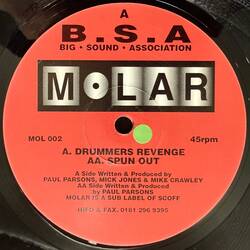 A
B.S.A
BIG • SOUND • ASSOCIATION
MOLAR
MOL 002 45rpm
A. DRUMMERS REVENGE
AA. SPUN OUT
A Side Written & Produced by
PAUL PARSONS, MICK JONES & MIKE CRAWLEY
AA Side Written & Produced
by PAUL PARSONS
MOLAR IS A SUB LABEL OF SCOFF
INFO & FAX. 0181 296 9395